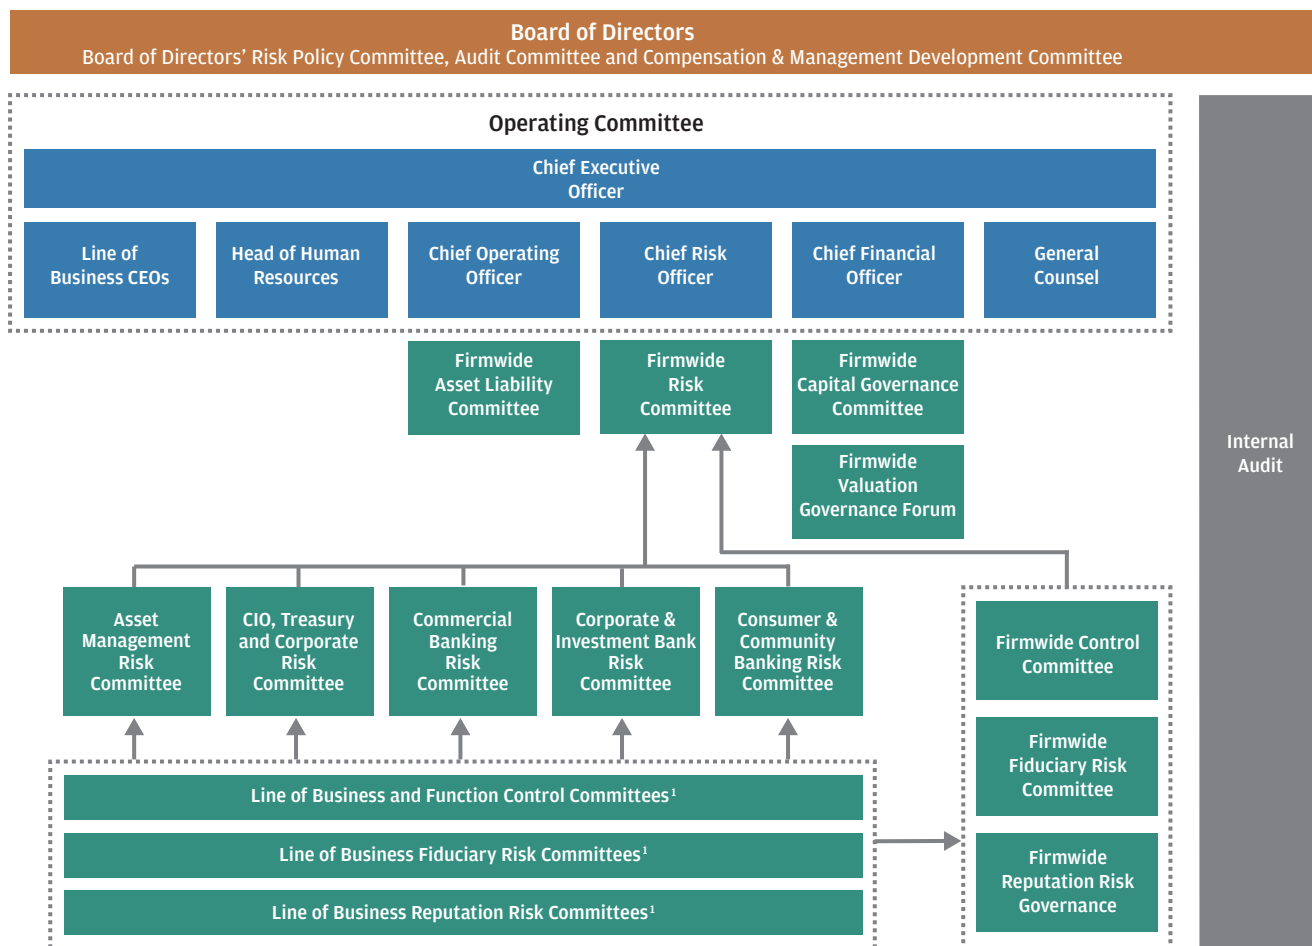 Board of Directors
Board of Directors’ Risk Policy Committee, Audit Committee and Compensation & Management Development Committee
Operating Committee
Chief Executive
Officer
Line of
Business CEOs
Head of Human
Resources
Chief Operating
Officer
Chief Risk
Officer
Chief Financial
Officer
General
Counsel
Firmwide
Asset Liability
Committee
Firmwide
Risk
Committee
Firmwide
Capital Governance
Committee
Firmwide
Valuation
Governance Forum
Internal
Audit
Asset
Management
Risk
Committee
CIO, Treasury
and Corporate
Risk
Committee
Commercial
Banking
Risk
Committee
Corporate &
Investment Bank
Risk
Committee
Consumer &
Community
Banking Risk
Committee
Firmwide Control
Committee
Firmwide
Fiduciary Risk
Committee
Firmwide
Reputation Risk
Governance
Line of Business and Function Control Committees¹
Line of Business Fiduciary Risk Committees¹
Line of Business Reputation Risk Committees¹